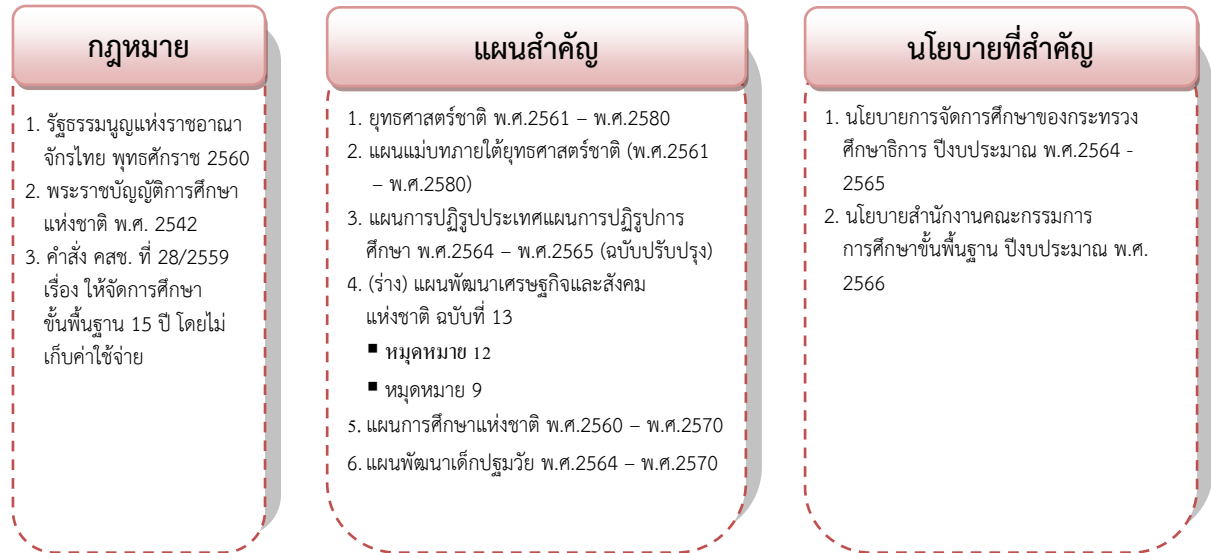 กฎหมาย
1. รัฐธรรมนูญแห่งราชอาณา
จักรไทย พุทธศักราช 2560
2. พระราชบัญญัติการศึกษา
แห่งชาติ พ.ศ. 2542
3. คำสั่ง คสช. ที่ 28/2559
เรื่อง ให้จัดการศึกษา
ขั้นพื้นฐาน 15 ปี โดยไม่
เก็บค่าใช้จ่าย
แผนสำคัญ
1. ยุทธศาสตร์ชาติ พ.ศ.2561 – พ.ศ.2580
2. แผนแม่บทภายใต้ยุทธศาสตร์ชาติ (พ.ศ.2561
– พ.ศ.2580)
3. แผนการปฏิรูปประเทศแผนการปฏิรูปการ
ศึกษา พ.ศ.2564 – พ.ศ.2565 (ฉบับปรับปรุง)
4. (ร่าง) แผนพัฒนาเศรษฐกิจและสังคม
แห่งชาติ ฉบับที่ 13
▪ หมุดหมาย 12
▪ หมุดหมาย 9
5. แผนการศึกษาแห่งชาติ พ.ศ.2560 – พ.ศ.2570
6. แผนพัฒนาเด็กปฐมวัย พ.ศ.2564 – พ.ศ.2570
นโยบายที่สำคัญ
1. นโยบายการจัดการศึกษาของกระทรวง
ศึกษาธิการ ปีงบประมาณ พ.ศ.2564 -
2565
2. นโยบายสำนักงานคณะกรรมการ
การศึกษาขั้นพื้นฐาน ปีงบประมาณ พ.ศ.
2566